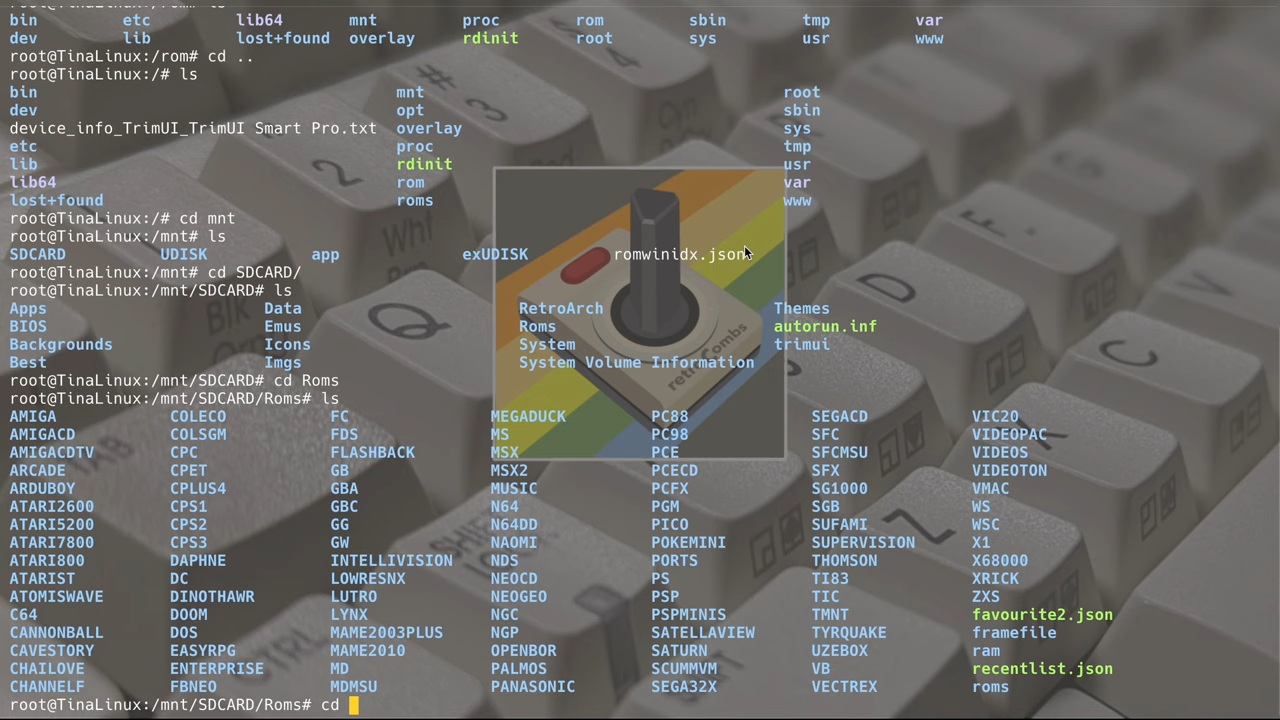 bin etc lib64 mnt proc rom sbin tmp var
dev lib lost+found overlay rdinit root sys usr www
root@TinaLinux:/rom# cd ..
root@TinaLinux:/# ls
bin mnt root
dev opt sbin
device_info_TrimUI_TrimUI Smart Pro.txt overlay sys
etc proc tmp
lib rdinit usr
lib64 rom var
lost+found roms www
root@TinaLinux:/# cd mnt
root@TinaLinux:/mnt# ls
SDCARD UDISK app exUDISK romwinidx.json
root@TinaLinux:/mnt# cd SDCARD/
root@TinaLinux:/mnt/SDCARD# ls
Apps Data RetroArch Themes
BIOS Emus Roms autorun.inf
Backgrounds Icons System trimui
Best Imgs System Volume Information
root@TinaLinux:/mnt/SDCARD# cd Roms
root@TinaLinux:/mnt/SDCARD/Roms# ls
AMIGA COLECO FC MEGADUCK PC88 SEGACD VIC20
AMIGACD COLSGM FDS MS PC98 SFC VIDEOPAC
AMIGACDTV CPC FLASHBACK MSX PCE SFCMSU VIDEOS
ARCADE CPET GB MSX2 PCECD SFX VIDEOTON
ARDUBOY CPLUS4 GBA MUSIC PCFX SG1000 VMAC
ATARI2600 CPS1 GBC N64 PGM SGB WS
ATARI5200 CPS2 GG N64DD PICO SUFAMI WSC
ATARI7800 CPS3 GW NAOMI POKEMINI SUPERVISION X1
ATARI800 DAPHNE INTELLIVISION NDS PORTS THOMSON X68000
ATARIST DC LOWRESNX NEOCD PS TI83 XRICK
ATOMISWAVE DINOTHAWR LUTRO NEOGEO PSP TIC ZXS
C64 DOOM LYNX NGC PSPMINIS TMNT favourite2.json
CANNONBALL DOS MAME2003PLUS NGP SATELLAVIEW TYRQUAKE framefile
CAVESTORY EASYRPG MAME2010 OPENBOR SATURN UZEBOX ram
CHAILOVE ENTERPRISE MD PALMOS SCUMMVM VB recentlist.json
CHANNELF FBNEO MDMSU PANASONIC SEGA32X VECTREX roms
root@TinaLinux:/mnt/SDCARD/Roms# cd
retroCombs